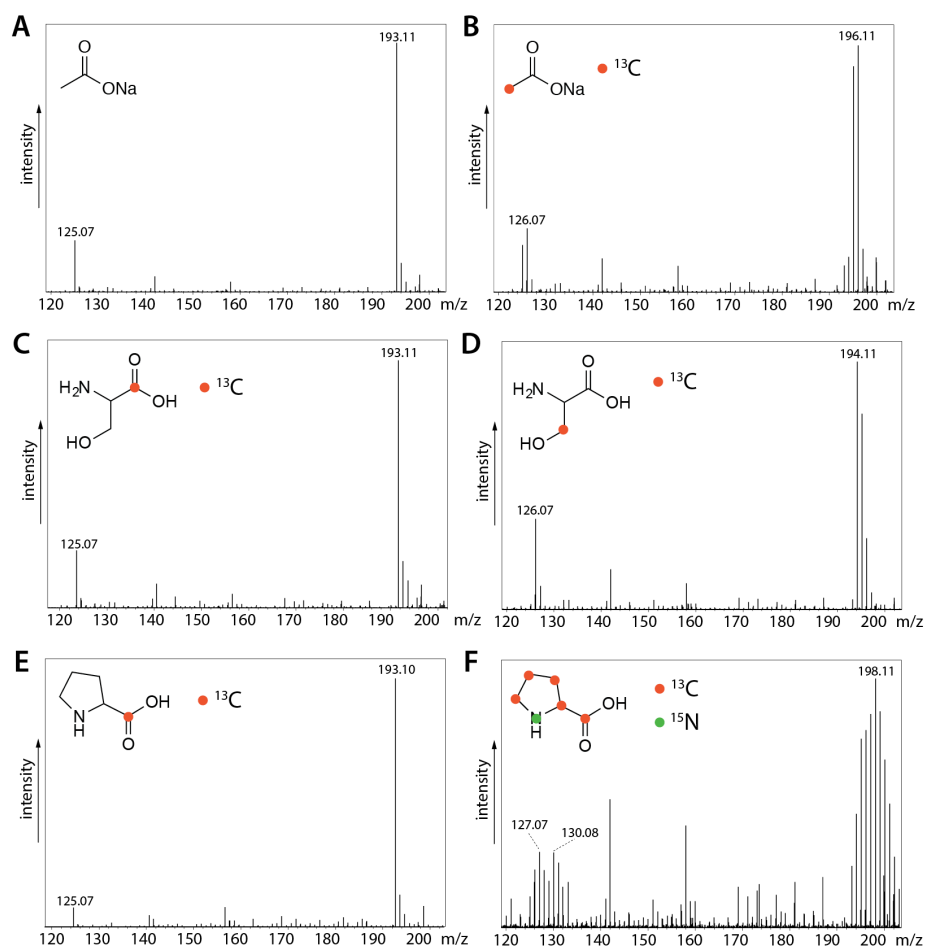 A
193.11
O
ONa
intensity
125.07
120 130 140 150 160 170 180 190 200 m/z
B
196.11
O
ONa
13C
intensity
126.07
120 130 140 150 160 170 180 190 200 m/z
C
193.11
O
H2N
OH
HO
13C
intensity
125.07
120 130 140 150 160 170 180 190 200 m/z
D
194.11
O
H2N
OH
HO
13C
intensity
126.07
120 130 140 150 160 170 180 190 200 m/z
E
193.10
OH
N
H
O
13C
intensity
125.07
120 130 140 150 160 170 180 190 200 m/z
F
198.11
OH
N
H
O
13C
15N
intensity
127.07
130.08
120 130 140 150 160 170 180 190 200 m/z